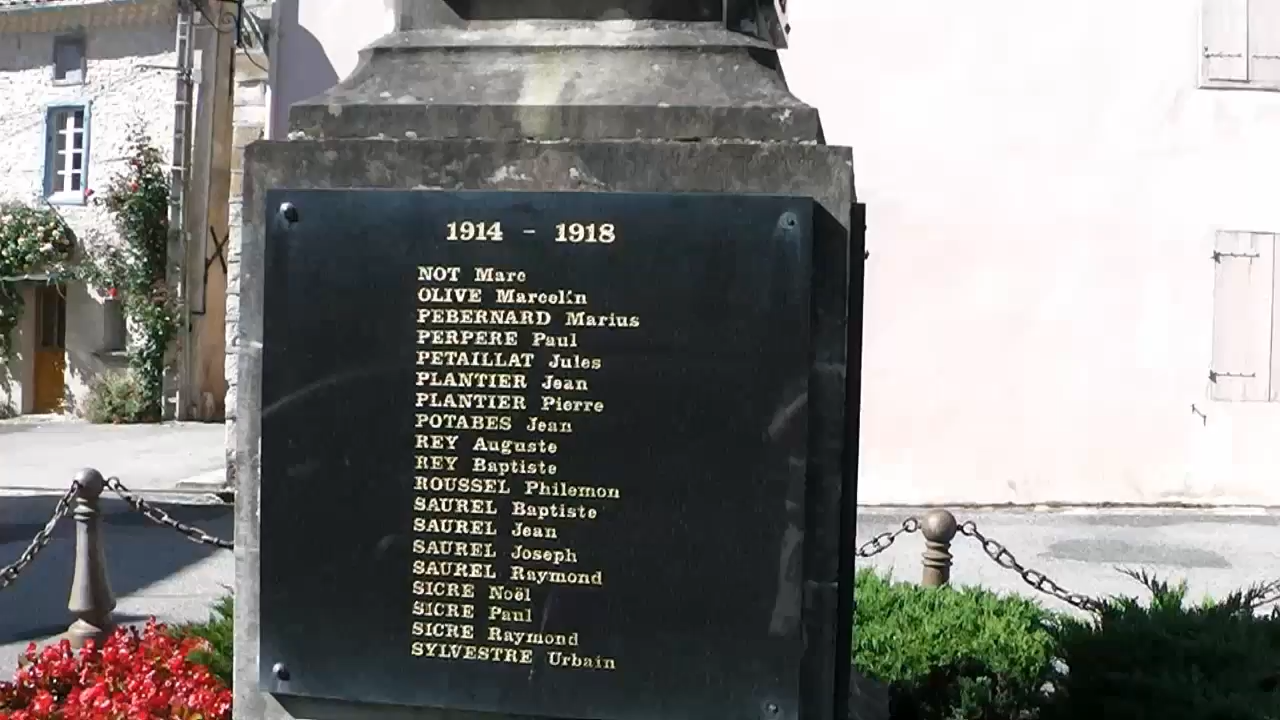 1914 - 1918
NOT Marc
OLIVE Marcelin
PEBERNARD Marius
PERPERE Paul
PETAILLAT Jules
PLANTIER Jean
PLANTIER Pierre
POTABES Jean
REY Auguste
REY Baptiste
ROUSSEL Philemon
SAUREL Baptiste
SAUREL Jean
SAUREL Joseph
SAUREL Raymond
SICRE Noël
SICRE Paul
SICRE Raymond
SYLVESTRE Urbain